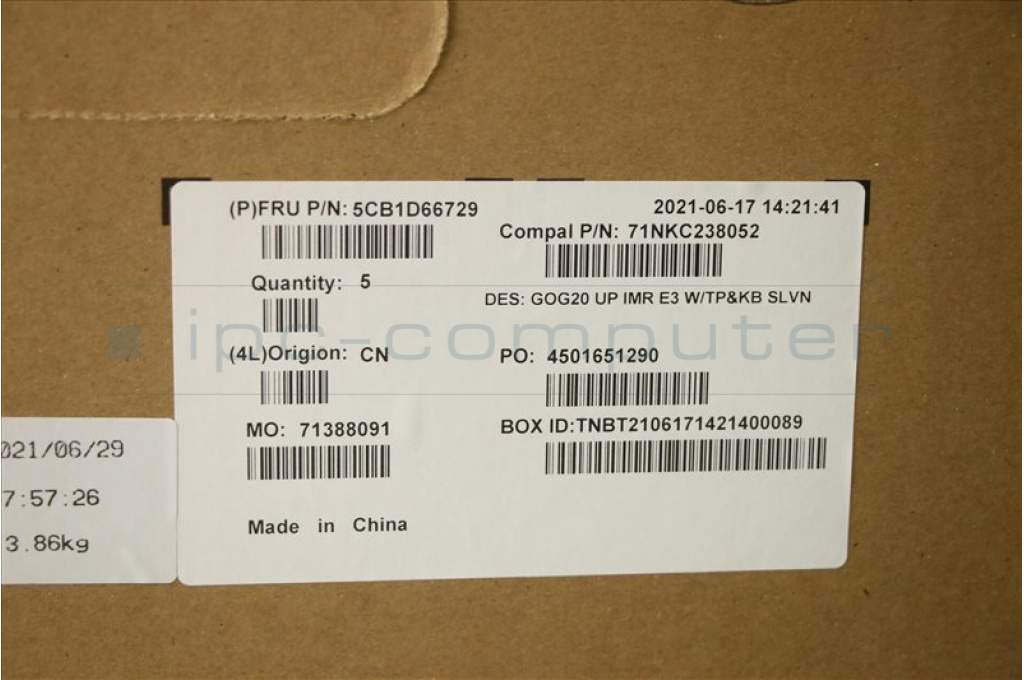 (P)FRU P/N: 5CB1D66729
2021-06-17 14:21:41
Compal P/N: 71NKC238052
Quantity: 5
DES: GOG20 UP IMR E3 W/TP&KB SLVN
ipc-computer
(4L)Origion: CN
PO: 4501651290
MO: 71388091
BOX ID:TNBT2106171421400089
Made in China
021/06/29
7:57:26
3.86kg